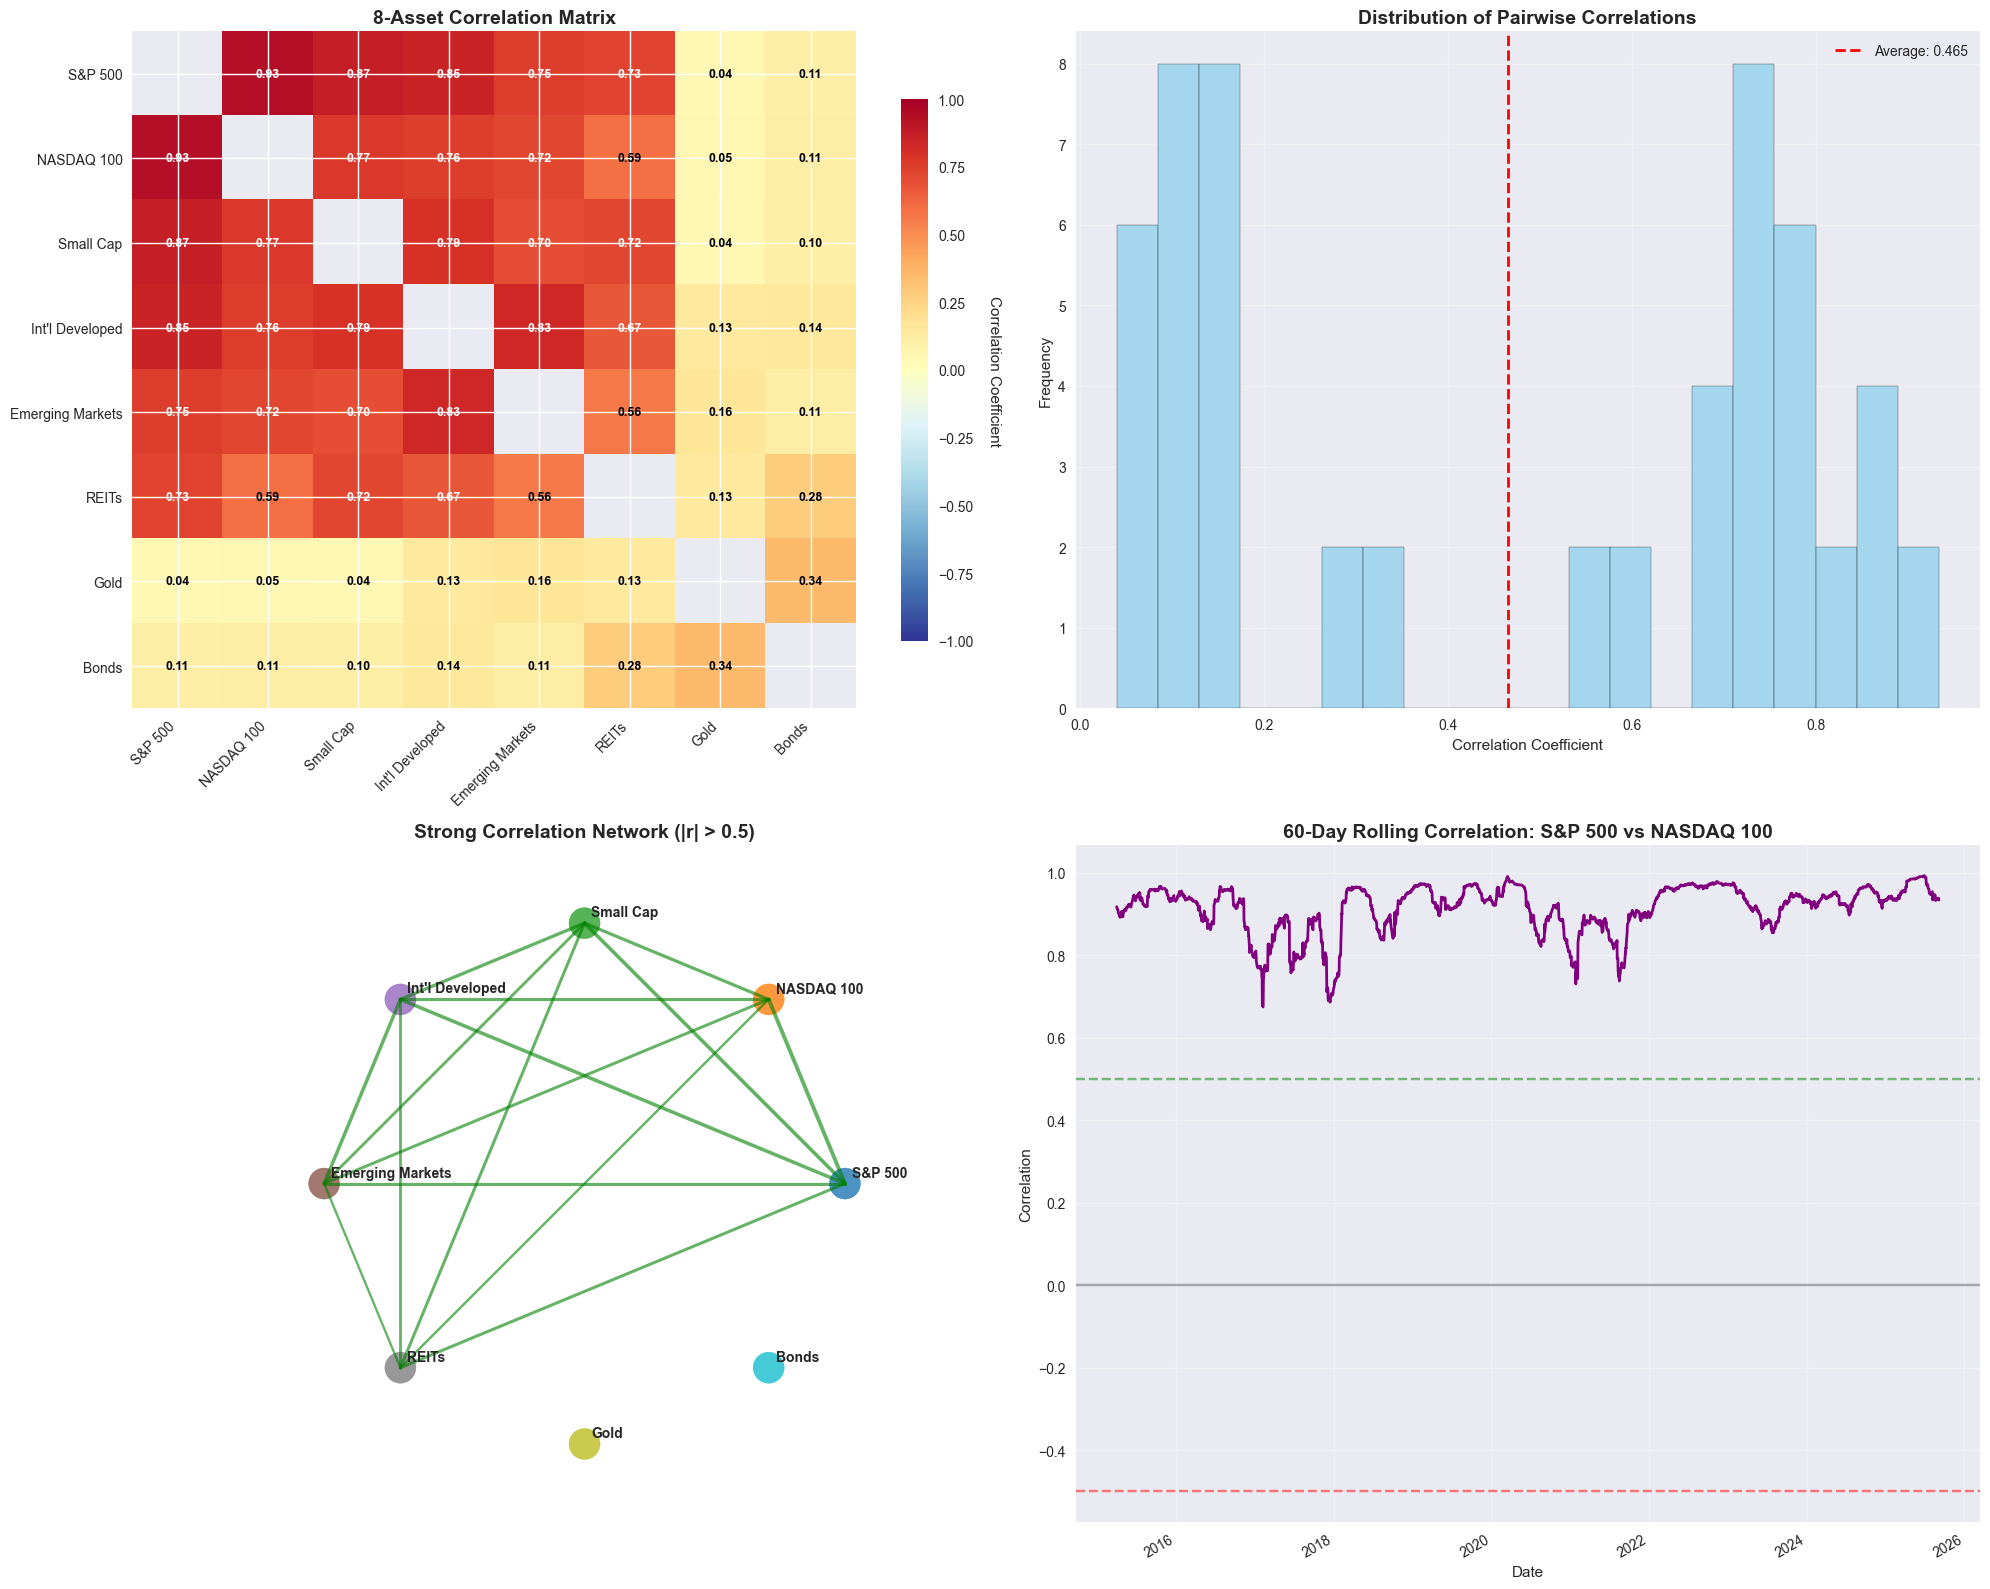 8-Asset Correlation Matrix
S&P 500 0.93 0.87 0.85 0.75 0.73 0.04 0.11
NASDAQ 100 0.93 0.77 0.76 0.72 0.59 0.05 0.11
Small Cap 0.87 0.77 0.79 0.70 0.72 0.04 0.10
Int'l Developed 0.85 0.76 0.79 0.83 0.67 0.13 0.14
Emerging Markets 0.75 0.72 0.70 0.83 0.56 0.16 0.11
REITs 0.73 0.59 0.72 0.67 0.56 0.13 0.28
Gold 0.04 0.05 0.04 0.13 0.16 0.13 0.34
Bonds 0.11 0.11 0.10 0.14 0.11 0.28 0.34
S&P 500 NASDAQ 100 Small Cap Int'l Developed Emerging Markets REITs Gold Bonds
1.00
0.75
0.50
0.25
0.00
−0.25
−0.50
−0.75
−1.00
Correlation Coefficient
Distribution of Pairwise Correlations
Average: 0.465
8
7
6
5
4
3
2
1
0
Frequency
0.0 0.2 0.4 0.6 0.8
Correlation Coefficient
Strong Correlation Network (|r| > 0.5)
Small Cap
Int'l Developed
NASDAQ 100
Emerging Markets
S&P 500
REITs
Bonds
Gold
60-Day Rolling Correlation: S&P 500 vs NASDAQ 100
1.0
0.8
0.6
0.4
0.2
0.0
−0.2
−0.4
Correlation
2016 2018 2020 2022 2024 2026
Date